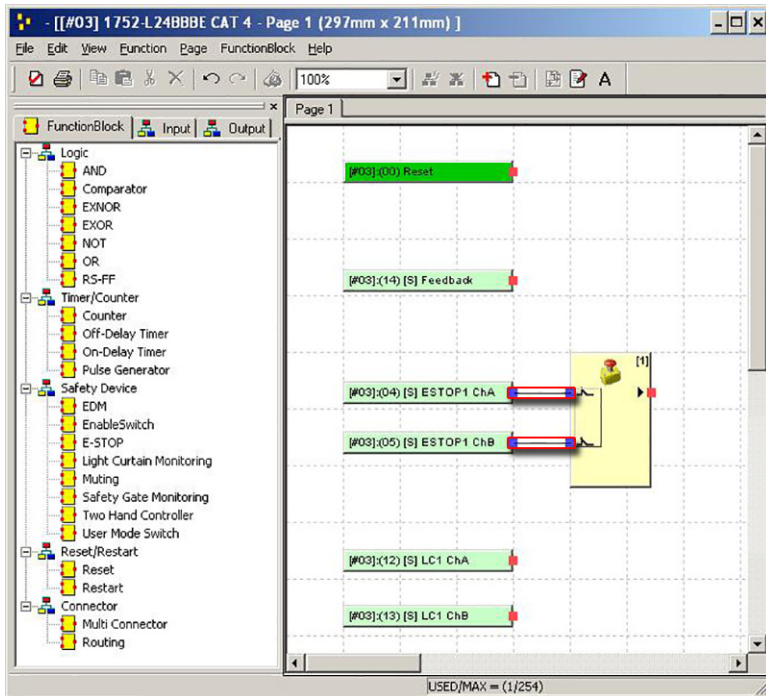 - [[#03] 1752-L24BBBE CAT 4 - Page 1 (297mm x 211mm) ]
File Edit View Function Page FunctionBlock Help
100% A
FunctionBlock Input Output
Page 1
Logic
AND
Comparator
EXNOR
EXOR
NOT
OR
RS-FF
Timer/Counter
Counter
Off-Delay Timer
On-Delay Timer
Pulse Generator
Safety Device
EDM
EnableSwitch
E-STOP
Light Curtain Monitoring
Muting
Safety Gate Monitoring
Two Hand Controller
User Mode Switch
Reset/Restart
Reset
Restart
Connector
Multi Connector
Routing
[#03]:(00) Reset
[#03]:(14) [S] Feedback
[1]
[#03]:(04) [S] ESTOP1 ChA
[#03]:(05) [S] ESTOP1 ChB
[#03]:(12) [S] LC1 ChA
[#03]:(13) [S] LC1 ChB
USED/MAX = (1/254)